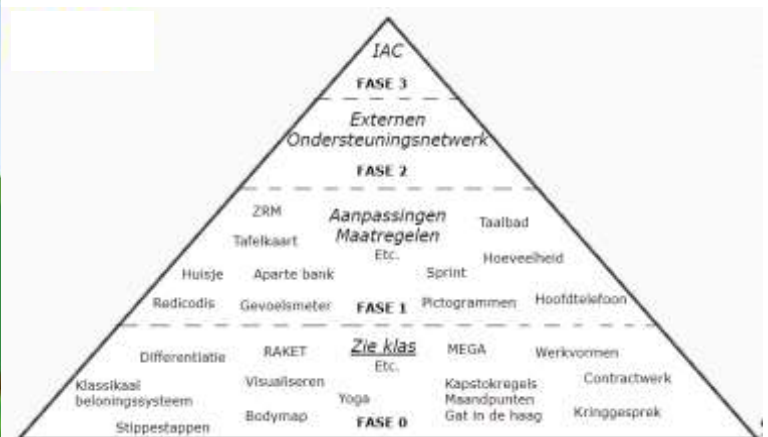 IAC
FASE 3
Externen
Ondersteuningsnetwerk
FASE 2
ZRM
Aanpassingen
Maatregelen
Etc.
Taalbad
Tafelkaart
Hoeveelheid
Huisje
Aparte bank
Sprint
Redicodis
Gevoelsmeter
FASE 1
Pictogrammen
Hoofdtelefoon
Differentiatie
RAKET
Zie klas
Etc.
MEGA
Werkvormen
Klassikaal
beloningssysteem
Visualiseren
Yoga
Kapstokregels
Maandpunten
Gat in de haag
Contractwerk
Stippestappen
Bodymap
FASE 0
Kringgesprek